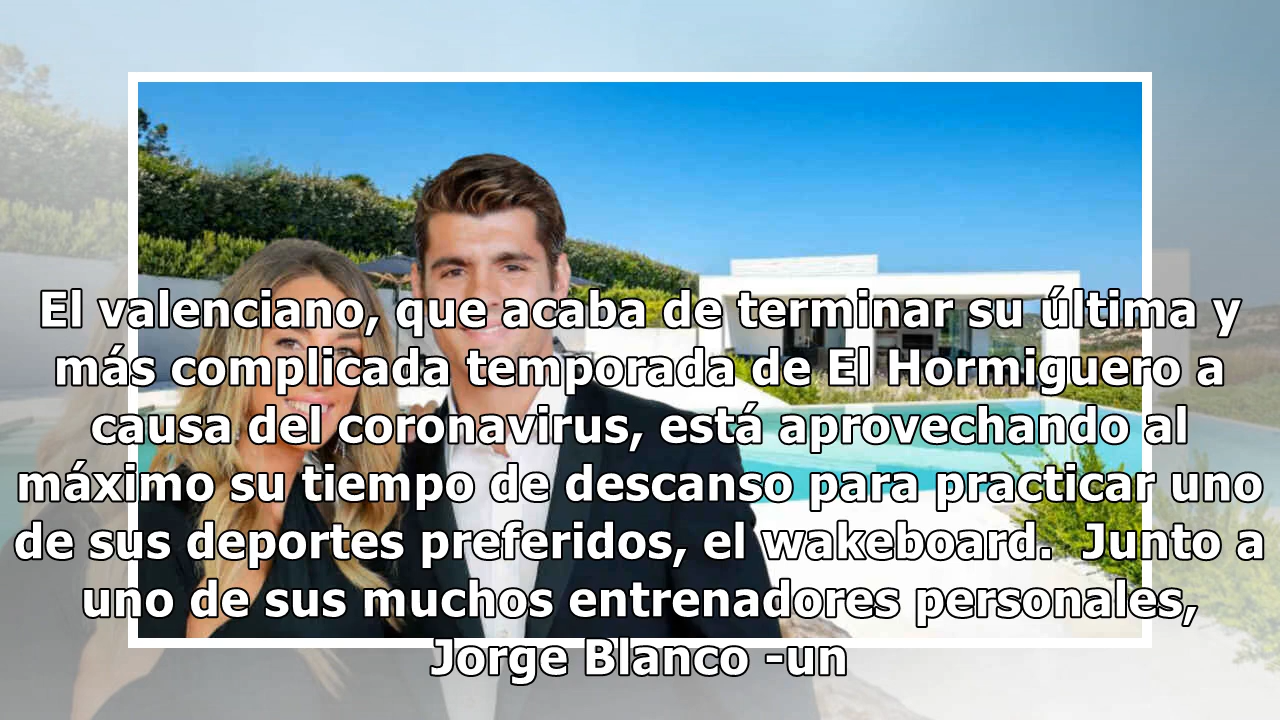 El valenciano, que acaba de terminar su última y
más complicada temporada de El Hormiguero a
causa del coronavirus, está aprovechando al
máximo su tiempo de descanso para practicar uno
de sus deportes preferidos, el wakeboard.  Junto a
uno de sus muchos entrenadores personales,
Jorge Blanco -un